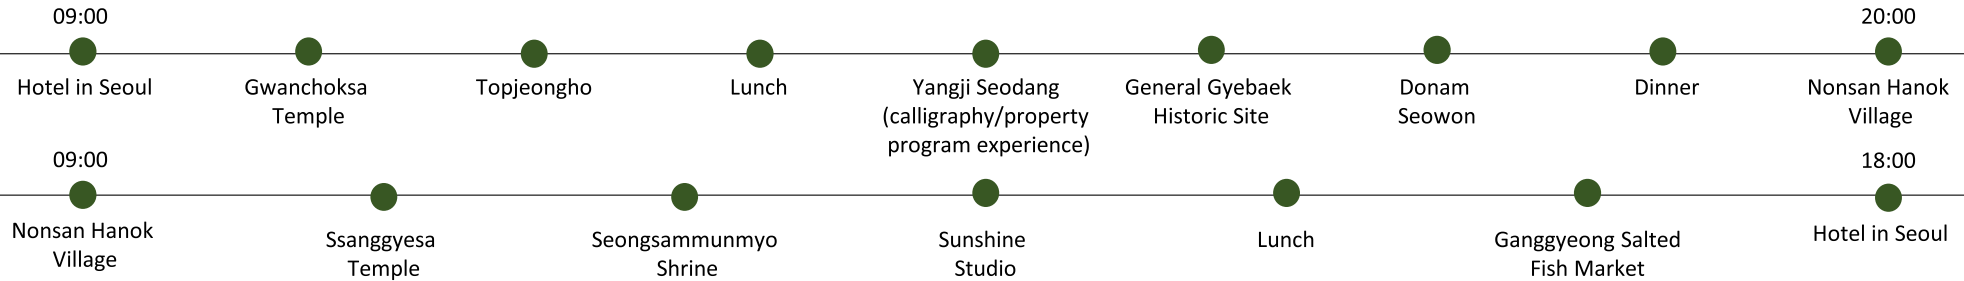 09:00
20:00
Hotel in Seoul
Gwanchoksa
Temple
Topjeongho
Lunch
Yangji Seodang
(calligraphy/property
program experience)
General Gyebaek
Historic Site
Donam
Seowon
Dinner
Nonsan Hanok
Village
09:00
18:00
Nonsan Hanok
Village
Ssanggyesa
Temple
Seongsammunmyo
Shrine
Sunshine
Studio
Lunch
Ganggyeong Salted
Fish Market
Hotel in Seoul